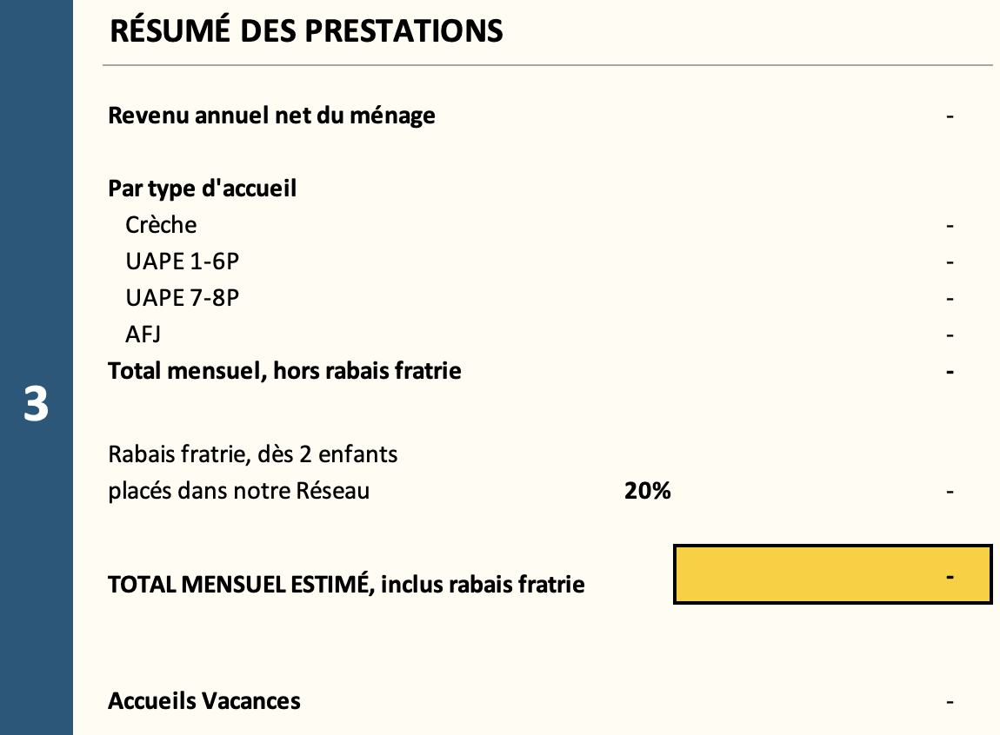 RÉSUMÉ DES PRESTATIONS
Revenu annuel net du ménage -
Par type d'accueil
Crèche -
UAPE 1-6P -
UAPE 7-8P -
AFJ -
Total mensuel, hors rabais fratrie -
3
Rabais fratrie, dès 2 enfants
placés dans notre Réseau 20% -
TOTAL MENSUEL ESTIMÉ, inclus rabais fratrie -
Accueils Vacances -